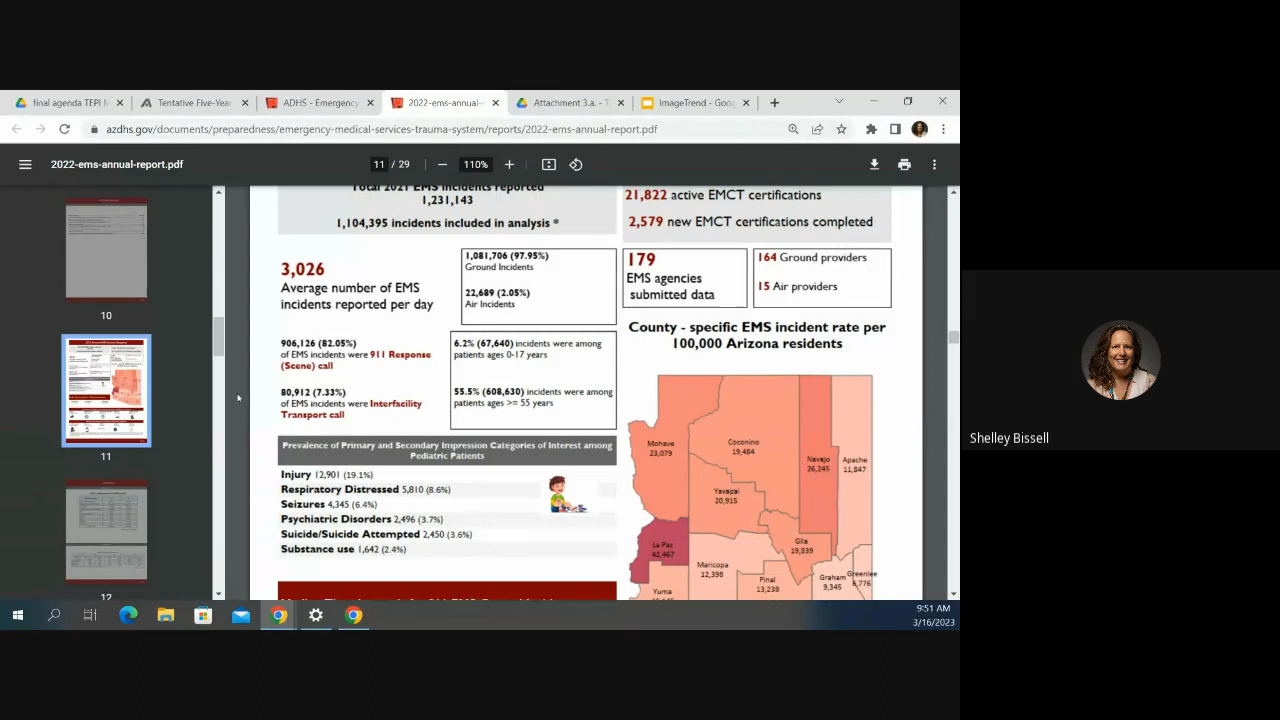 final agenda TEPI M
Tentative Five-Year
ADHS - Emergency
2022-ems-annual-
Attachment 3.a. - T
ImageTrend - Goo
azdhs.gov/documents/preparedness/emergency-medical-services-trauma-system/reports/2022-ems-annual-report.pdf
2022-ems-annual-report.pdf
11 / 29
110%
10
11
12
Total 2021 EMS incidents reported
1,231,143
1,104,395 incidents included in analysis *
21,822 active EMCT certifications
2,579 new EMCT certifications completed
3,026
Average number of EMS
incidents reported per day
1,081,706 (97.95%)
Ground Incidents
22,689 (2.05%)
Air Incidents
179
EMS agencies
submitted data
164 Ground providers
15 Air providers
906,126 (82.05%)
of EMS incidents were 911 Response
(Scene) call
80,912 (7.33%)
of EMS incidents were Interfacility
Transport call
6.2% (67,640) incidents were among
patients ages 0-17 years
55.5% (608,630) incidents were among
patients ages >= 55 years
County - specific EMS incident rate per
100,000 Arizona residents
Prevalence of Primary and Secondary Impression Categories of Interest among
Pediatric Patients
Injury 12,901 (19.1%)
Respiratory Distressed 5,810 (8.6%)
Seizures 4,345 (6.4%)
Psychiatric Disorders 2,496 (3.7%)
Suicide/Suicide Attempted 2,450 (3.6%)
Substance use 1,642 (2.4%)
Mohave
23,079
Coconino
19,484
Navajo
26,245
Apache
11,847
Yavapai
20,915
La Paz
42,467
Gila
19,839
Maricopa
12,398
Pinal
13,238
Graham
9,345
Greenlee
6,776
Yuma
Shelley Bissell
9:51 AM
3/16/2023